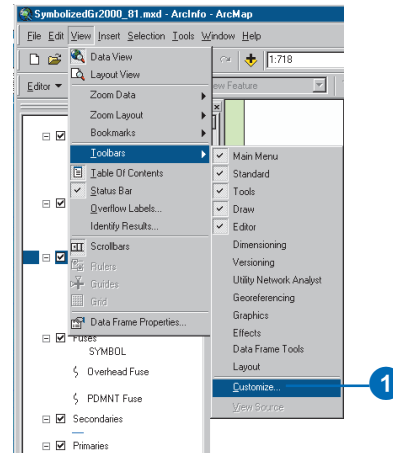 SymbolizedGr2000_81.mxd - ArcInfo - ArcMap
File Edit View Insert Selection Tools Window Help
1:718
Editor
Data View
Layout View
Zoom Data
Zoom Layout
Bookmarks
Toolbars
Table Of Contents
Status Bar
Overflow Labels...
Identify Results...
Scrollbars
Rulers
Guides
Grid
Data Frame Properties...
ew Feature
Main Menu
Standard
Tools
Draw
Editor
Dimensioning
Versioning
Utility Network Analyst
Georeferencing
Graphics
Effects
Data Frame Tools
Layout
Customize...
View Source
1
Fuses
SYMBOL
Overhead Fuse
PDMNT Fuse
Secondaries
Primaries